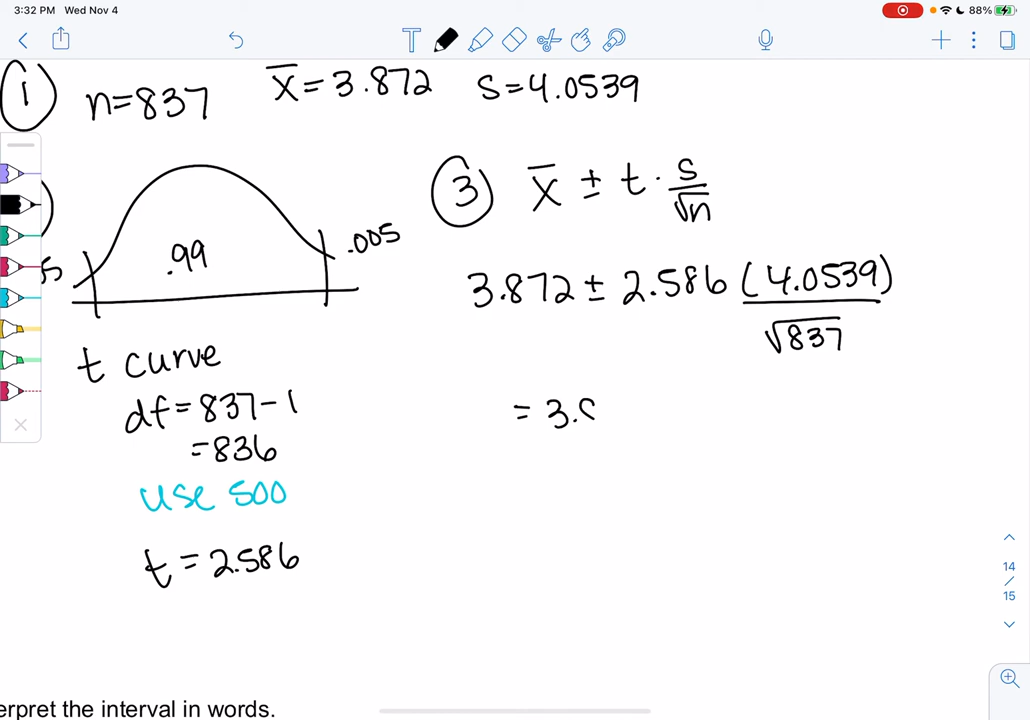 3:32 PM Wed Nov 4
88%
T
① n=837 x̅=3.872 s=4.0539
.99
.005
③ x̅ ± t · s/√n
3.872 ± 2.586 (4.0539)
√837
= 3.
t curve
df = 837-1
=836
use 500
t = 2.586
14
/
15
erpret the interval in words.